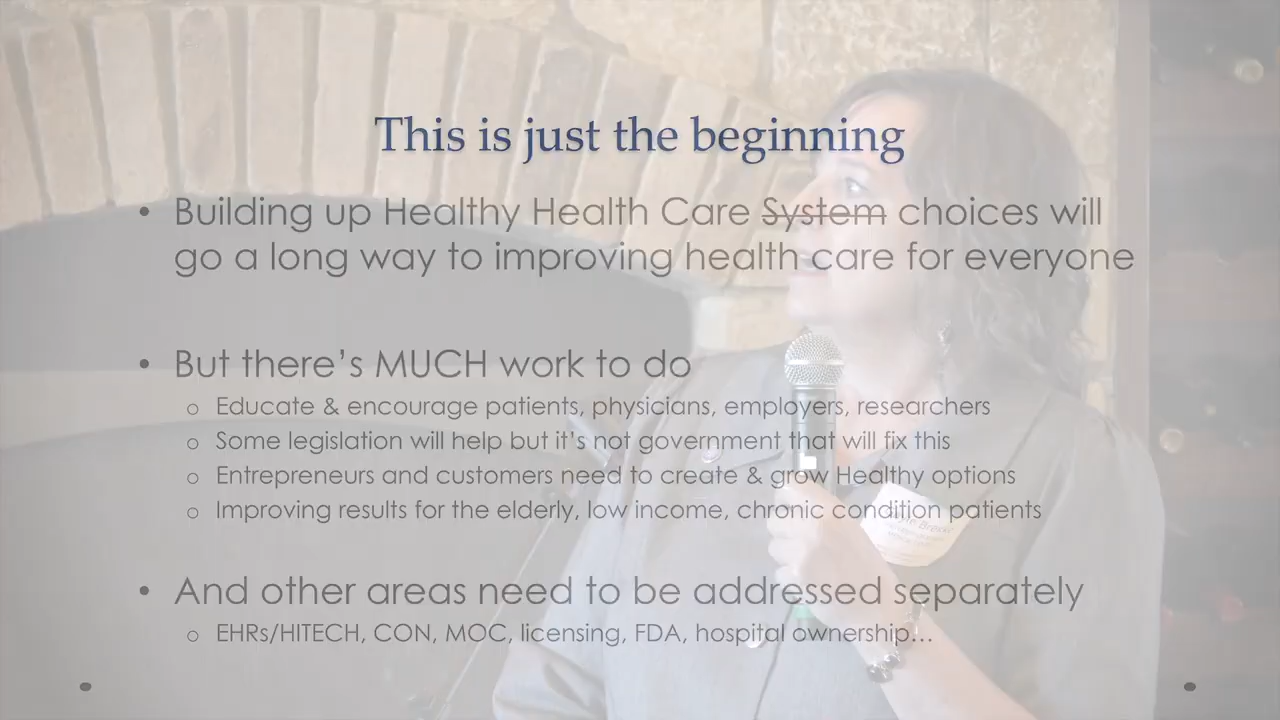 This is just the beginning
• Building up Healthy Health Care System choices will
go a long way to improving health care for everyone
• But there's MUCH work to do
o Educate & encourage patients, physicians, employers, researchers
o Some legislation will help but it's not government that will fix this
o Entrepreneurs and customers need to create & grow Healthy options
o Improving results for the elderly, low income, chronic condition patients
• And other areas need to be addressed separately
o EHRs/HITECH, CON, MOC, licensing, FDA, hospital ownership...